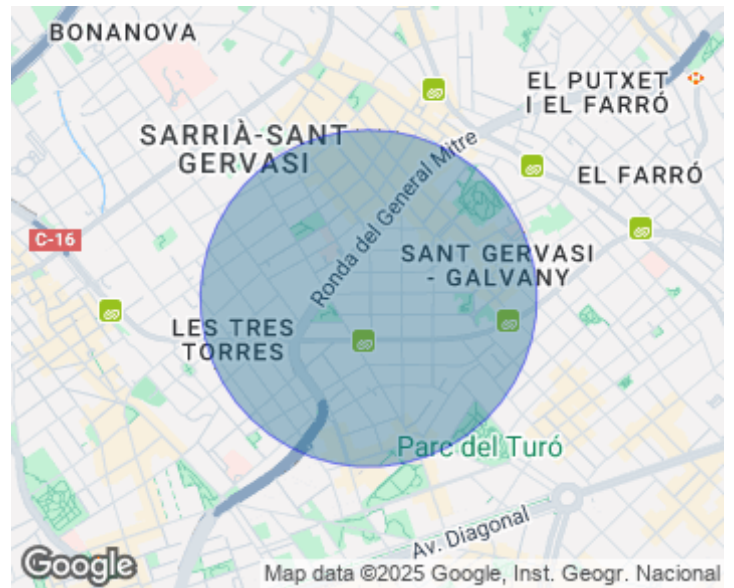 BONANOVA
EL PUTXET
I EL FARRÓ
SARRIÀ-SANT
GERVASI
Ronda del General Mitre
EL FARRÓ
C-16
SANT GERVASI
- GALVANY
LES TRES
TORRES
Parc del Turó
Av. Diagonal
Google
Map data ©2025 Google, Inst. Geogr. Nacional